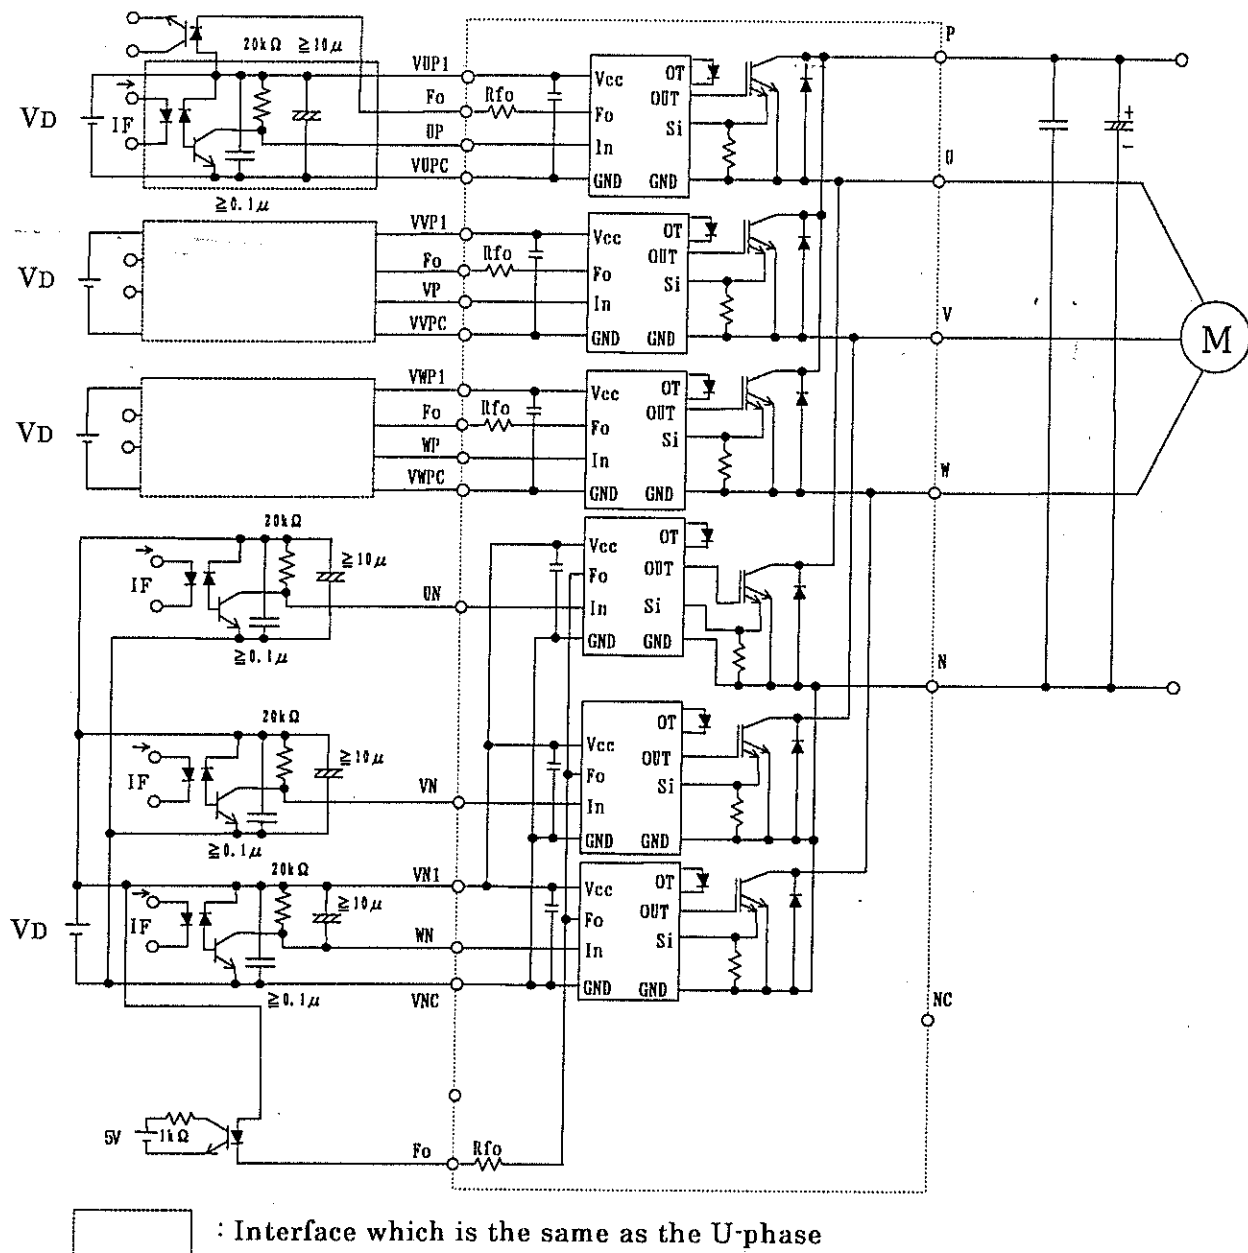 20kΩ ≧10μ
P
VUP1
Vcc
OT
Fo
Rfo
Fo
OUT
VD
IF
UP
Si
In
+
-
VUPC
GND
GND
U
≧0.1μ
VVP1
Vcc
OT
Fo
Rfo
Fo
OUT
VD
VP
In
Si
VVPC
GND
GND
V
M
VWP1
Vcc
OT
Fo
Rfo
Fo
OUT
VD
WP
In
Si
VWPC
GND
GND
W
20kΩ
≧10μ
IF
UN
Vcc
OT
Fo
OUT
In
Si
GND
GND
≧0.1μ
N
20kΩ
≧10μ
IF
VN
Vcc
OT
Fo
OUT
In
Si
GND
GND
≧0.1μ
20kΩ
VN1
≧10μ
VD
IF
WN
Vcc
OT
Fo
OUT
In
Si
VNC
GND
GND
≧0.1μ
NC
5V
1kΩ
Fo
Rfo
: Interface which is the same as the U-phase